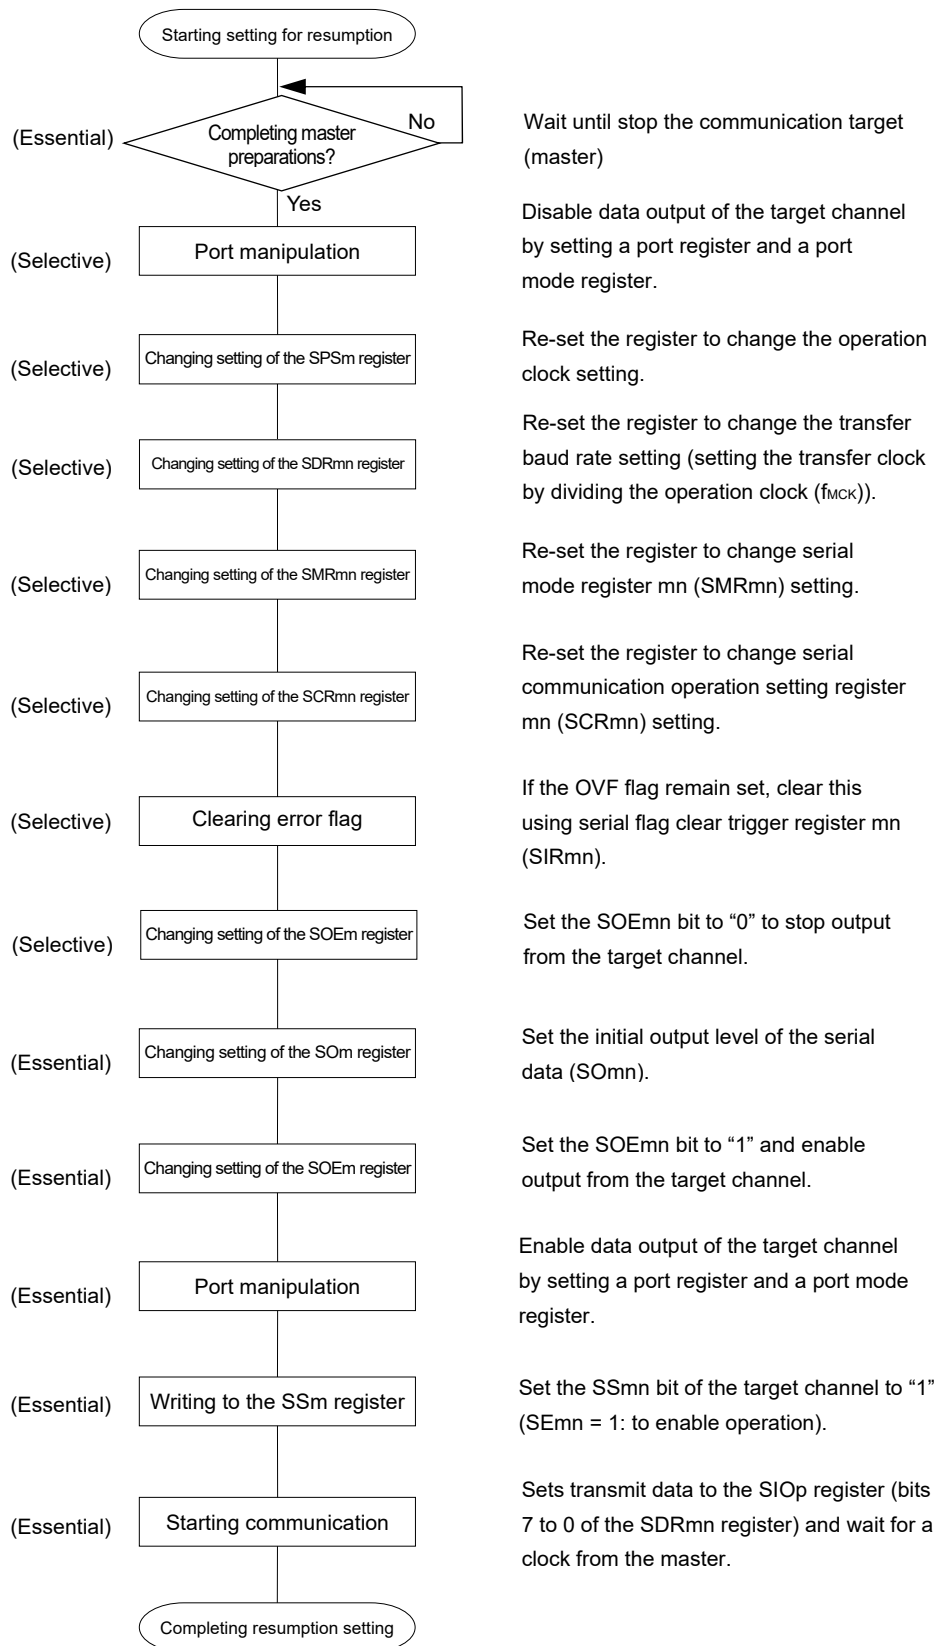 Starting setting for resumption
(Essential)
Completing master
preparations?
No
Wait until stop the communication target
(master)
Yes
(Selective)
Port manipulation
Disable data output of the target channel
by setting a port register and a port
mode register.
(Selective)
Changing setting of the SPSm register
Re-set the register to change the operation
clock setting.
(Selective)
Changing setting of the SDRmn register
Re-set the register to change the transfer
baud rate setting (setting the transfer clock
by dividing the operation clock (fMCK)).
(Selective)
Changing setting of the SMRmn register
Re-set the register to change serial
mode register mn (SMRmn) setting.
(Selective)
Changing setting of the SCRmn register
Re-set the register to change serial
communication operation setting register
mn (SCRmn) setting.
(Selective)
Clearing error flag
If the OVF flag remain set, clear this
using serial flag clear trigger register mn
(SIRmn).
(Selective)
Changing setting of the SOEm register
Set the SOEmn bit to “0” to stop output
from the target channel.
(Essential)
Changing setting of the SOm register
Set the initial output level of the serial
data (SOmn).
(Essential)
Changing setting of the SOEm register
Set the SOEmn bit to “1” and enable
output from the target channel.
(Essential)
Port manipulation
Enable data output of the target channel
by setting a port register and a port mode
register.
(Essential)
Writing to the SSm register
Set the SSmn bit of the target channel to “1”
(SEmn = 1: to enable operation).
(Essential)
Starting communication
Sets transmit data to the SIOp register (bits
7 to 0 of the SDRmn register) and wait for a
clock from the master.
Completing resumption setting